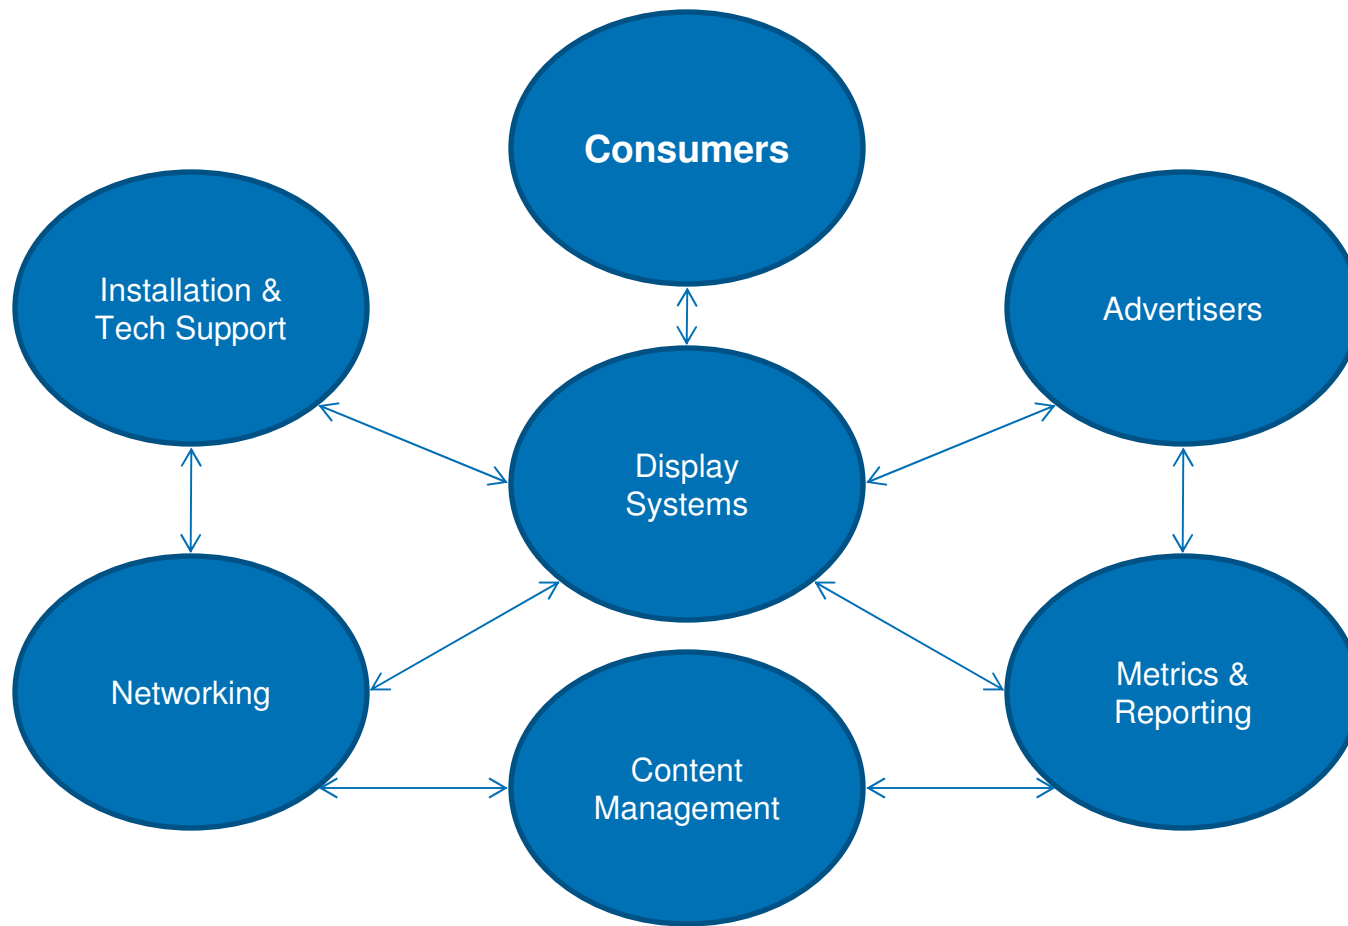 Consumers
Installation &
Tech Support
Advertisers
Display
Systems
Networking
Metrics &
Reporting
Content
Management